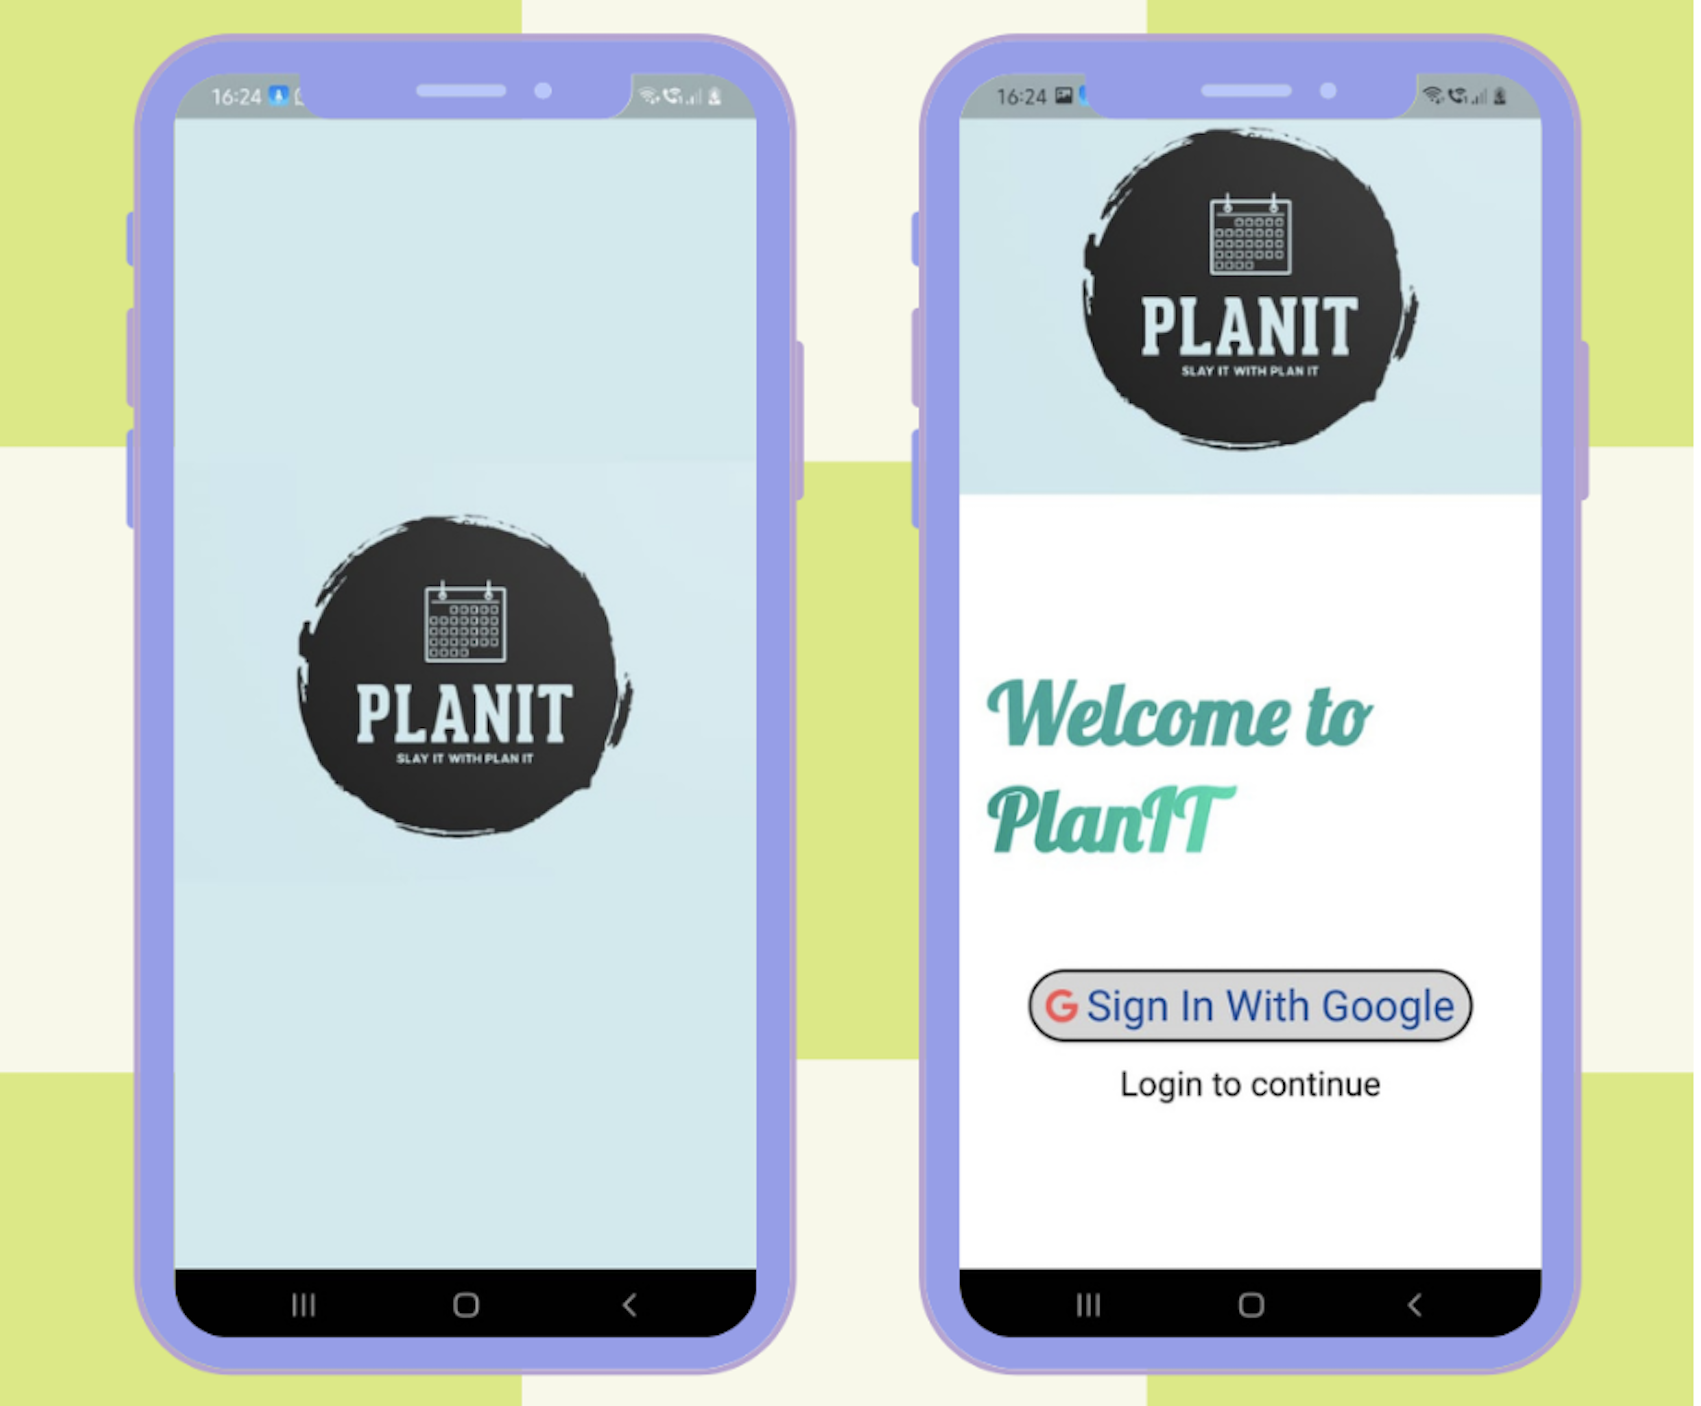 16:24
PLANIT
SLAY IT WITH PLAN IT
16:24
PLANIT
SLAY IT WITH PLAN IT
Welcome to
PlanIT
G Sign In With Google
Login to continue